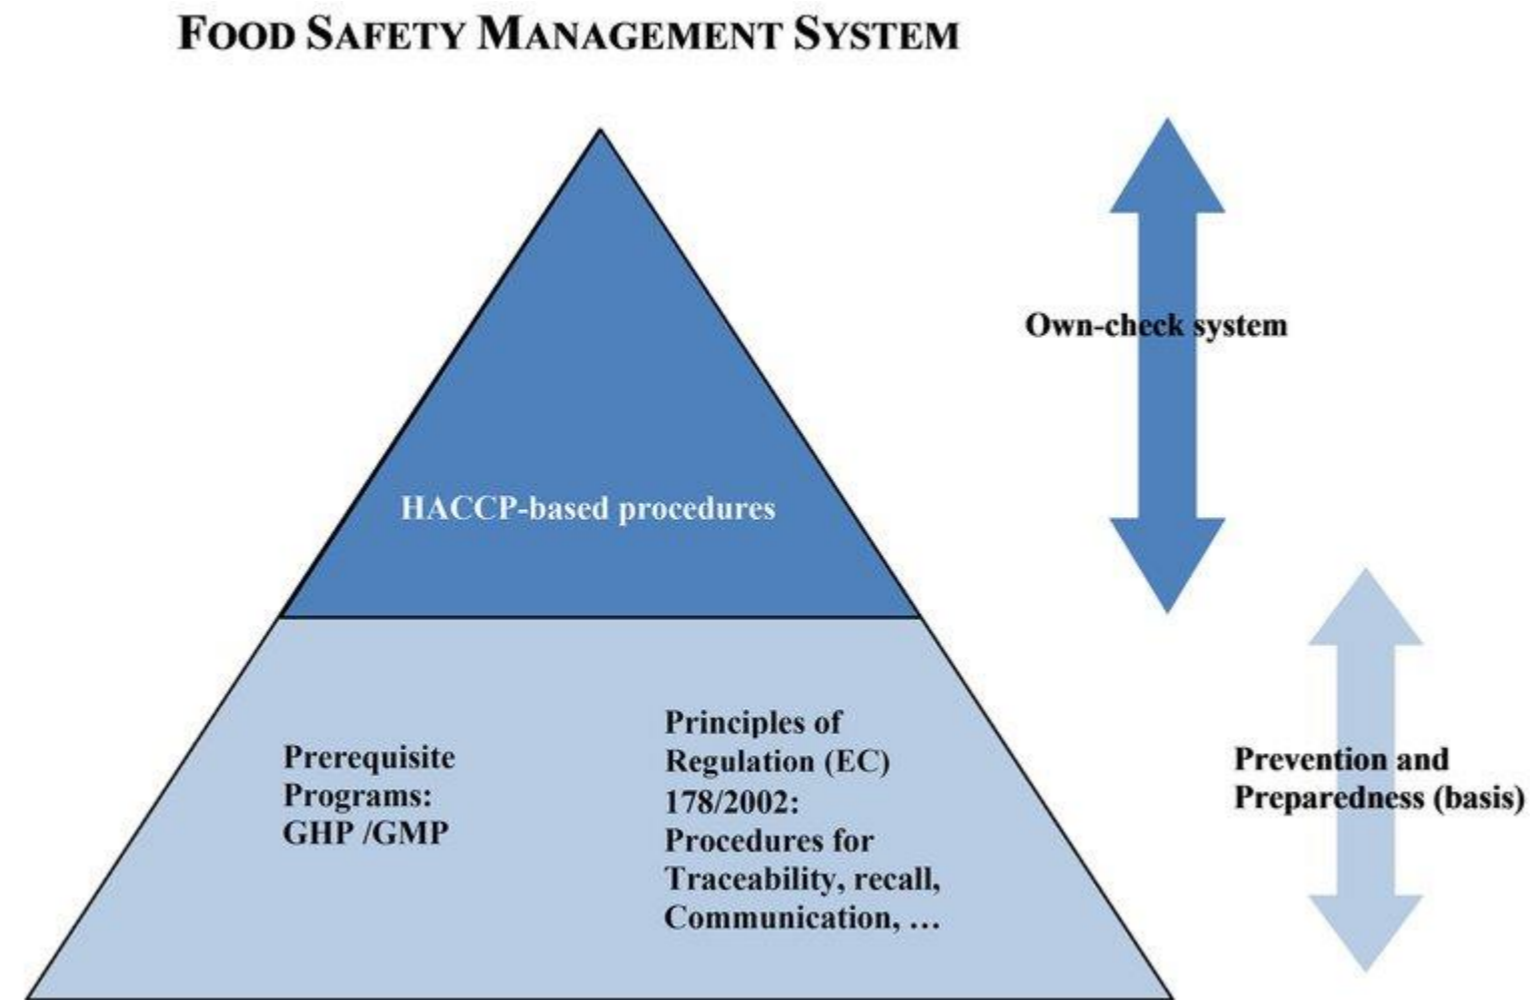 FOOD SAFETY MANAGEMENT SYSTEM
Own-check system
HACCP-based procedures
Prerequisite
Programs:
GHP /GMP
Principles of
Regulation (EC)
178/2002:
Procedures for
Traceability, recall,
Communication, …
Prevention and
Preparedness (basis)